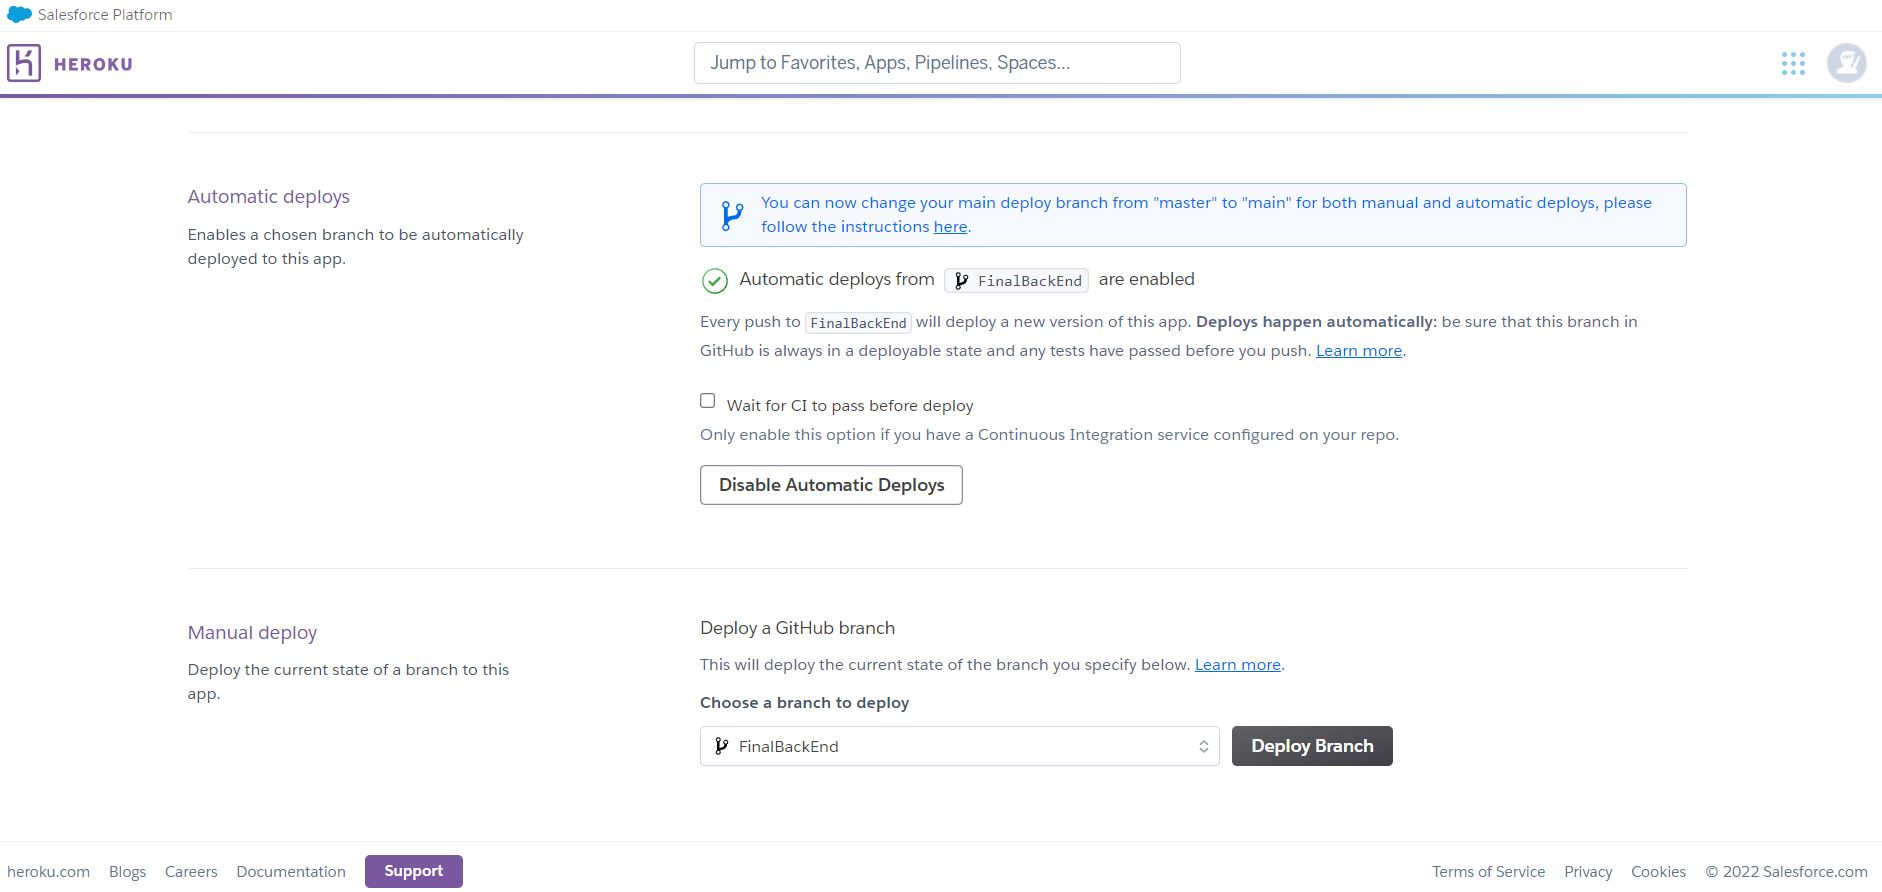 Salesforce Platform
HEROKU
Jump to Favorites, Apps, Pipelines, Spaces...
Automatic deploys
Enables a chosen branch to be automatically
deployed to this app.
You can now change your main deploy branch from "master" to "main" for both manual and automatic deploys, please
follow the instructions here.
Automatic deploys from FinalBackEnd are enabled
Every push to FinalBackEnd will deploy a new version of this app. Deploys happen automatically: be sure that this branch in
GitHub is always in a deployable state and any tests have passed before you push. Learn more.
Wait for CI to pass before deploy
Only enable this option if you have a Continuous Integration service configured on your repo.
Disable Automatic Deploys
Manual deploy
Deploy the current state of a branch to this
app.
Deploy a GitHub branch
This will deploy the current state of the branch you specify below. Learn more.
Choose a branch to deploy
FinalBackEnd
Deploy Branch
heroku.com Blogs Careers Documentation Support Terms of Service Privacy Cookies © 2022 Salesforce.com